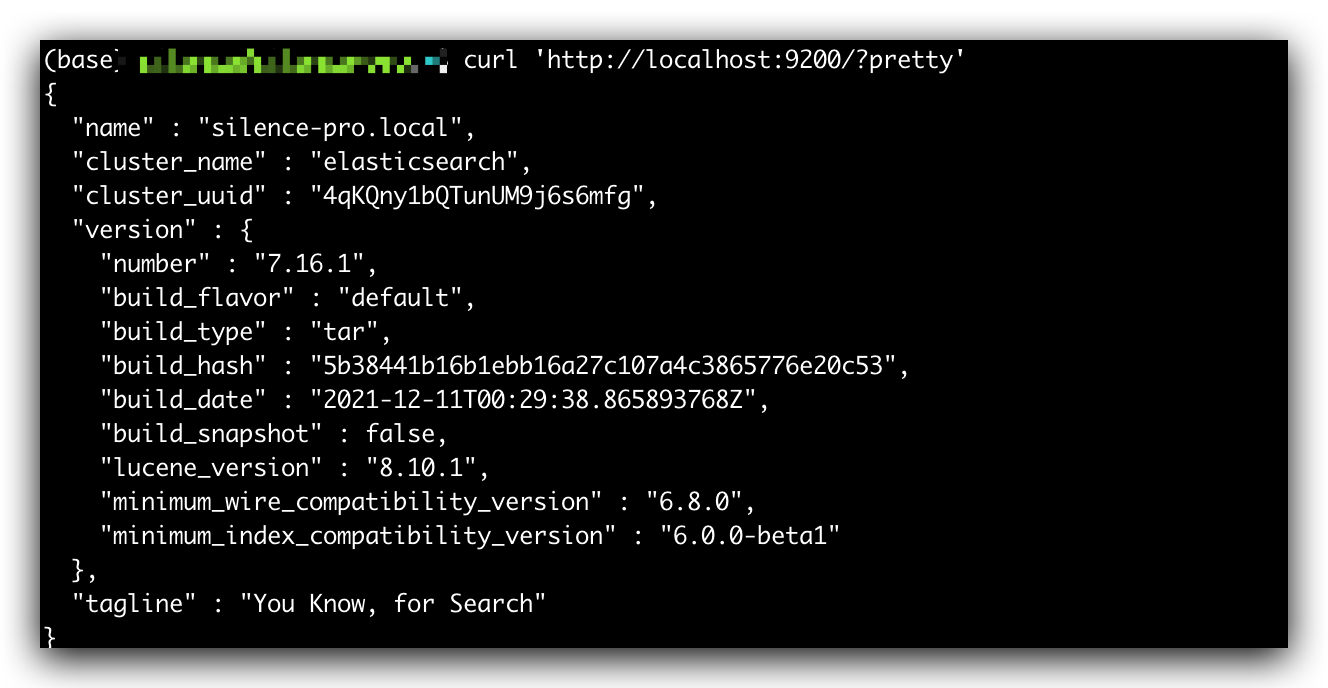 (base) curl 'http://localhost:9200/?pretty'
{
  "name" : "silence-pro.local",
  "cluster_name" : "elasticsearch",
  "cluster_uuid" : "4qKQny1bQTunUM9j6s6mfg",
  "version" : {
    "number" : "7.16.1",
    "build_flavor" : "default",
    "build_type" : "tar",
    "build_hash" : "5b38441b16b1ebb16a27c107a4c3865776e20c53",
    "build_date" : "2021-12-11T00:29:38.865893768Z",
    "build_snapshot" : false,
    "lucene_version" : "8.10.1",
    "minimum_wire_compatibility_version" : "6.8.0",
    "minimum_index_compatibility_version" : "6.0.0-beta1"
  },
  "tagline" : "You Know, for Search"
}